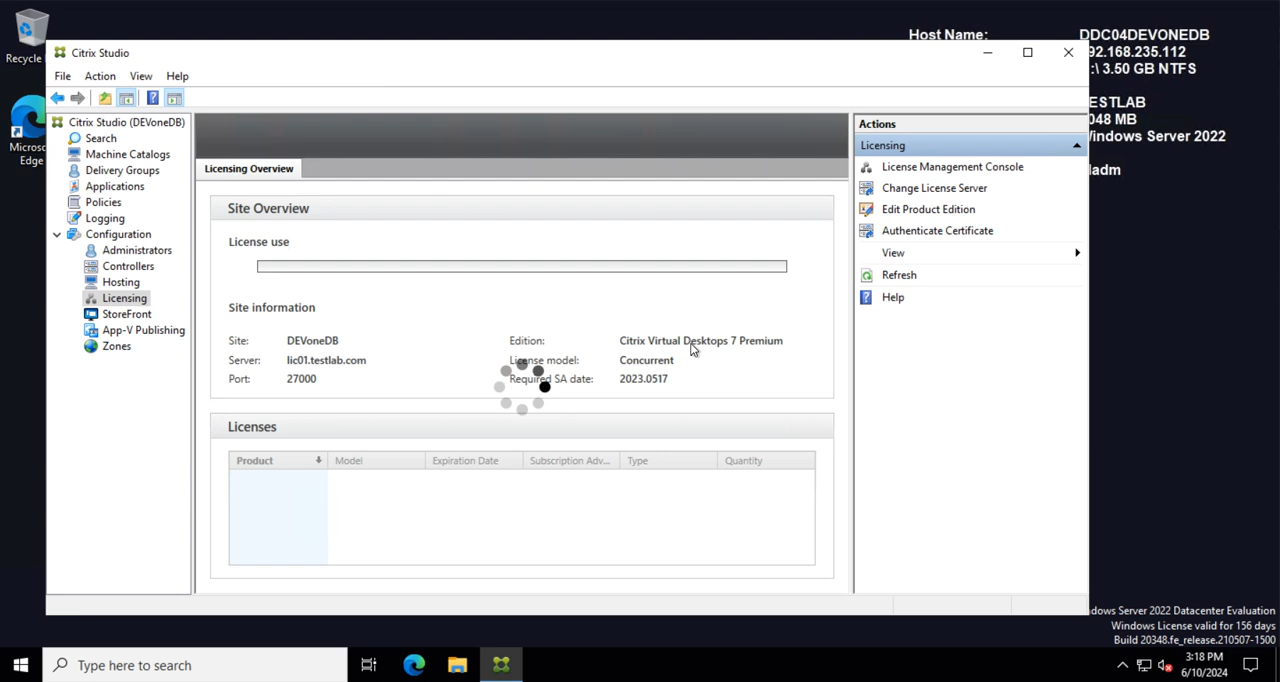 Recycle
Microso
Edge
Host Name:
DDC04DEVONEDB
92.168.235.112
:\ 3.50 GB NTFS
ESTLAB
048 MB
Windows Server 2022
adm
Citrix Studio
File Action View Help
Citrix Studio (DEVoneDB)
Search
Machine Catalogs
Delivery Groups
Applications
Policies
Logging
Configuration
Administrators
Controllers
Hosting
Licensing
StoreFront
App-V Publishing
Zones
Licensing Overview
Site Overview
License use
Site information
Site: DEVoneDB
Server: lic01.testlab.com
Port: 27000
Edition: Citrix Virtual Desktops 7 Premium
License model: Concurrent
Required SA date: 2023.0517
Licenses
Product Model Expiration Date Subscription Adv... Type Quantity
Actions
Licensing
License Management Console
Change License Server
Edit Product Edition
Authenticate Certificate
View
Refresh
Help
dows Server 2022 Datacenter Evaluation
Windows License valid for 156 days
Build 20348.fe_release.210507-1500
Type here to search
3:18 PM
6/10/2024